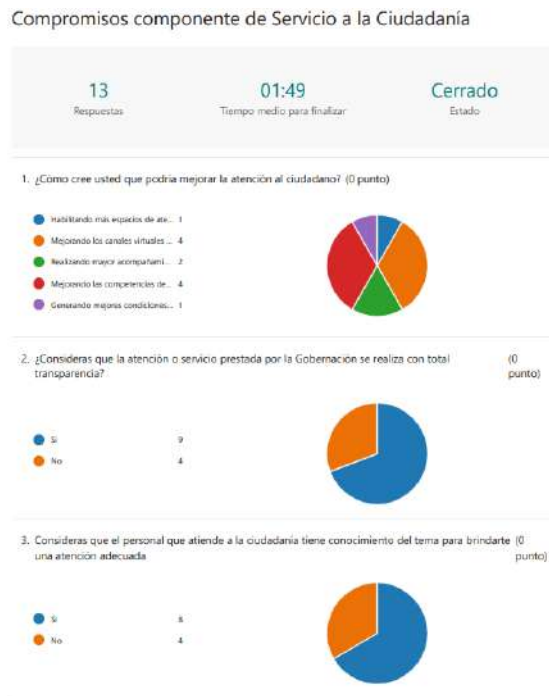 Compromisos componente de Servicio a la Ciudadanía
13
Respuestas
01:49
Tiempo medio para finalizar
Cerrado
Estado
1. ¿Cómo cree usted que podría mejorar la atención al ciudadano? (0 punto)
Habilitando más espacios de ate... 1
Mejorando los canales virtuales ... 4
Realizando mayor acompañami... 2
Mejorando las competencias de... 4
Generando mejores condiciones... 1
2. ¿Consideras que la atención o servicio prestada por la Gobernación se realiza con total (0
transparencia? punto)
Si 9
No 4
3. Consideras que el personal que atiende a la ciudadanía tiene conocimiento del tema para brindarte (0
una atención adecuada punto)
Si 8
No 4